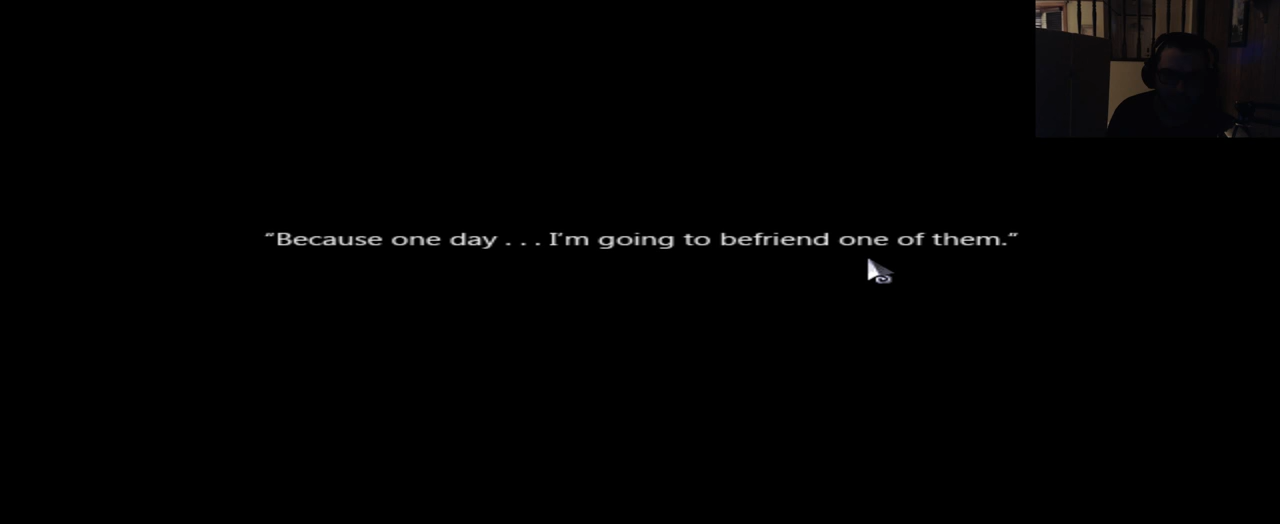 “Because one day . . . I'm going to befriend one of them.”